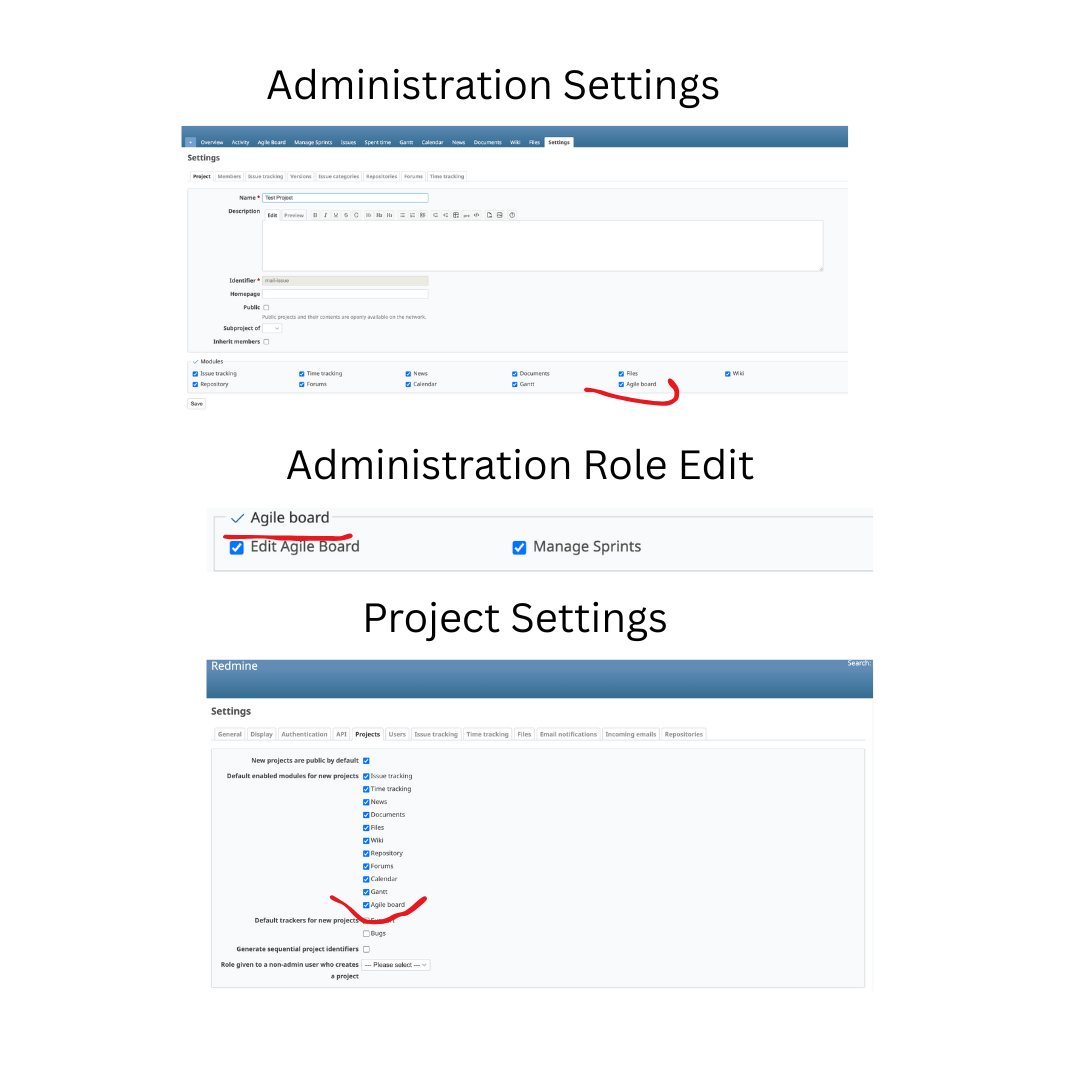 Administration Settings
+ Overview Activity Agile Board Manage Sprints Issues Spent time Gantt Calendar News Documents Wiki Files Settings
Settings
Project Members Issue tracking Versions Issue categories Repositories Forums Time tracking
Name * Test Project
Description Edit Preview B I U S C H1 H2 H3 pre
Identifier * mail-issue
Homepage
Public
Public projects and their contents are openly available on the network.
Subproject of
Inherit members
Modules
Issue tracking Time tracking News Documents Files Wiki
Repository Forums Calendar Gantt Agile board
Save
Administration Role Edit
Agile board
Edit Agile Board Manage Sprints
Project Settings
Redmine Search:
Settings
General Display Authentication API Projects Users Issue tracking Time tracking Files Email notifications Incoming emails Repositories
New projects are public by default
Default enabled modules for new projects Issue tracking
Time tracking
News
Documents
Files
Wiki
Repository
Forums
Calendar
Gantt
Agile board
Default trackers for new projects
Bugs
Generate sequential project identifiers
Role given to a non-admin user who creates --- Please select ---
a project